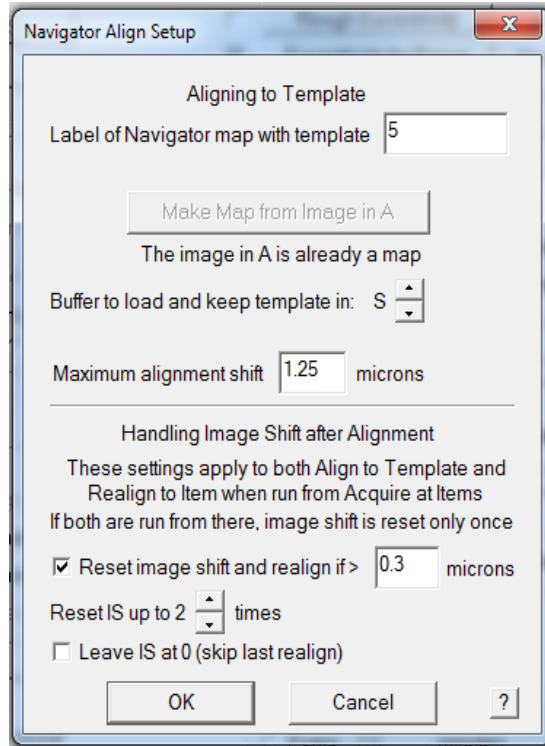 Navigator Align Setup
X
Aligning to Template
Label of Navigator map with template 5
Make Map from Image in A
The image in A is already a map
Buffer to load and keep template in: S
Maximum alignment shift 1.25 microns
Handling Image Shift after Alignment
These settings apply to both Align to Template and
Realign to Item when run from Acquire at Items
If both are run from there, image shift is reset only once
Reset image shift and realign if > 0.3 microns
Reset IS up to 2 times
Leave IS at 0 (skip last realign)
OK Cancel ?